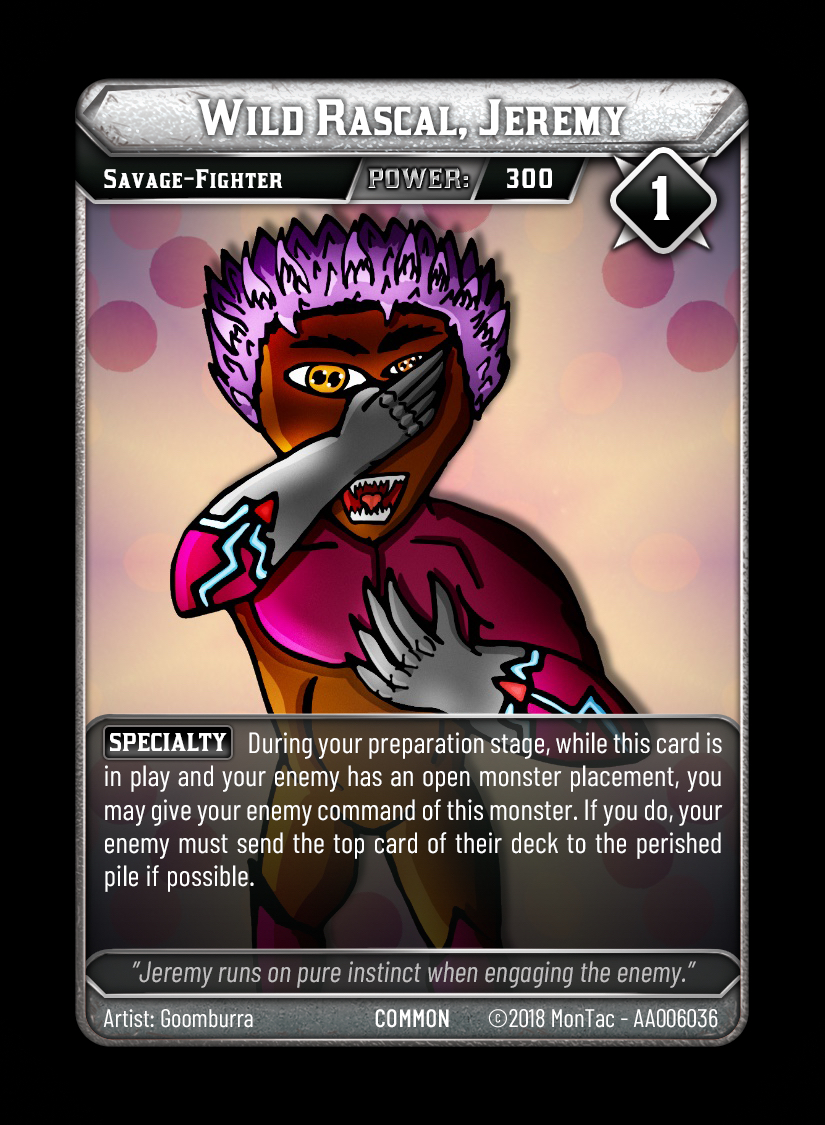 Wild Rascal, Jeremy
Savage-Fighter POWER: 300
1
SPECIALTY During your preparation stage, while this card is
in play and your enemy has an open monster placement, you
may give your enemy command of this monster. If you do, your
enemy must send the top card of their deck to the perished
pile if possible.
"Jeremy runs on pure instinct when engaging the enemy."
Artist: Goomburra COMMON ©2018 MonTac - AA006036